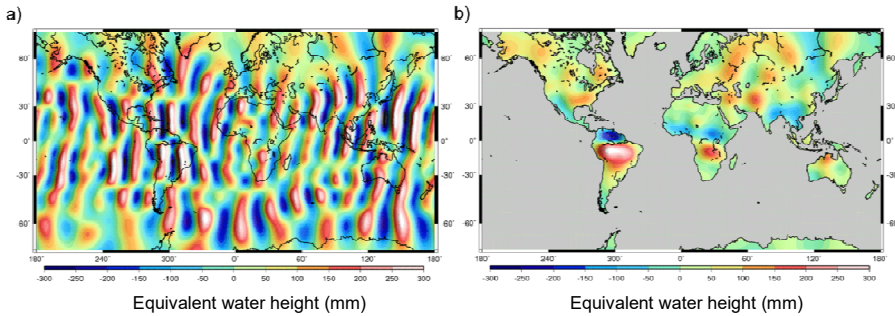 a)
b)
60˚ 60˚ 60˚ 60˚
30˚ 30˚ 30˚ 30˚
0˚ 0˚ 0˚ 0˚
-30˚ -30˚ -30˚ -30˚
-60˚ -60˚ -60˚ -60˚
180˚ 240˚ 300˚ 0˚ 60˚ 120˚ 180˚
180˚ 240˚ 300˚ 0˚ 60˚ 120˚ 180˚
-300 -250 -200 -150 -100 -50 0 50 100 150 200 250 300
-300 -250 -200 -150 -100 -50 0 50 100 150 200 250 300
Equivalent water height (mm)
Equivalent water height (mm)